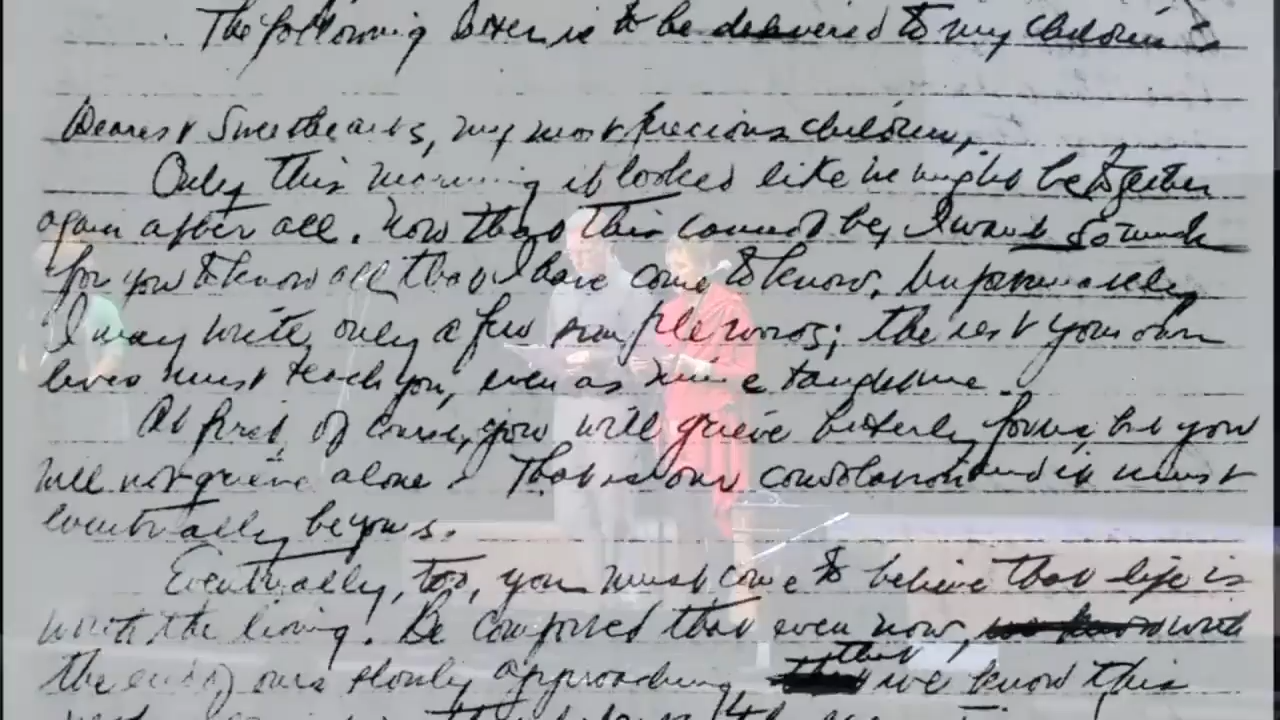 The following letter is to be delivered to my children
Dearest Sweethearts, my most precious children,
Only this morning it looked like we might be together
again after all. Now that this cannot be, I want so much
for you to know all that I have come to know. Unfortunately
I may write only a few simple words; the rest your own
lives must teach you, even as mine taught me.
At first, of course, you will grieve bitterly for us, but you
will not grieve alone. That is our consolation and it must
eventually be yours.
Eventually, too, you must come to believe that life is
worth the living. Be comforted that even now, with
the end of ours slowly approaching, that we know this